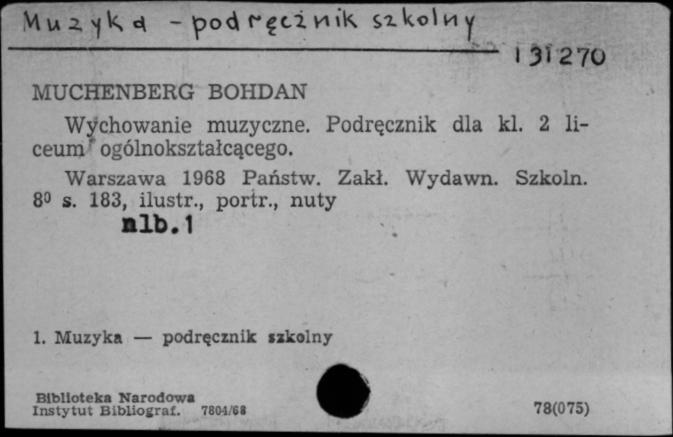 Muzyka - podręcznik szkolny
131270
MUCHENBERG BOHDAN
Wychowanie muzyczne. Podręcznik dla kl. 2 li-
ceum ogólnokształcącego.
Warszawa 1968 Państw. Zakł. Wydawn. Szkoln.
8⁰ s. 183, ilustr., portr., nuty
nlb.1
1. Muzyka — podręcznik szkolny
Biblioteka Narodowa
Instytut Bibliograf. 7804/68
78(075)